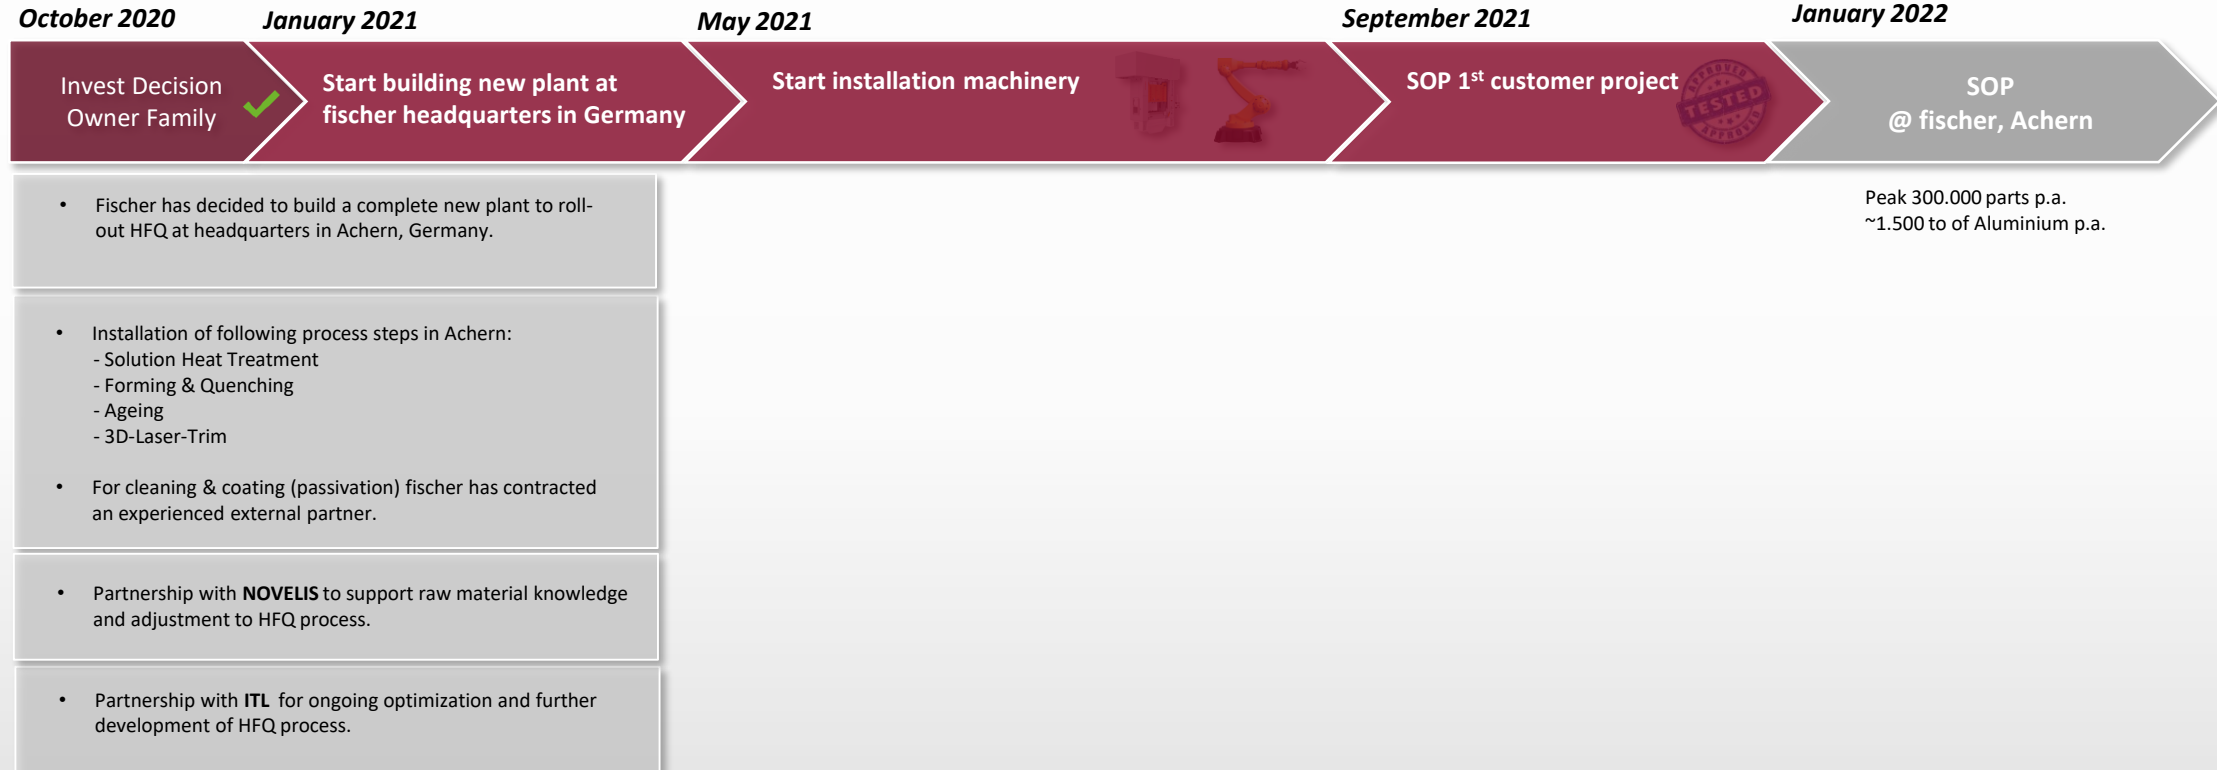 October 2020
January 2021
May 2021
September 2021
January 2022
Invest Decision
Owner Family
Start building new plant at
fischer headquarters in Germany
Start installation machinery
SOP 1st customer project
APPROVED
TESTED
APPROVED
SOP
@ fischer, Achern
• Fischer has decided to build a complete new plant to roll-
out HFQ at headquarters in Achern, Germany.
• Installation of following process steps in Achern:
- Solution Heat Treatment
- Forming & Quenching
- Ageing
- 3D-Laser-Trim
• For cleaning & coating (passivation) fischer has contracted
an experienced external partner.
• Partnership with NOVELIS to support raw material knowledge
and adjustment to HFQ process.
• Partnership with ITL for ongoing optimization and further
development of HFQ process.
Peak 300.000 parts p.a.
~1.500 to of Aluminium p.a.